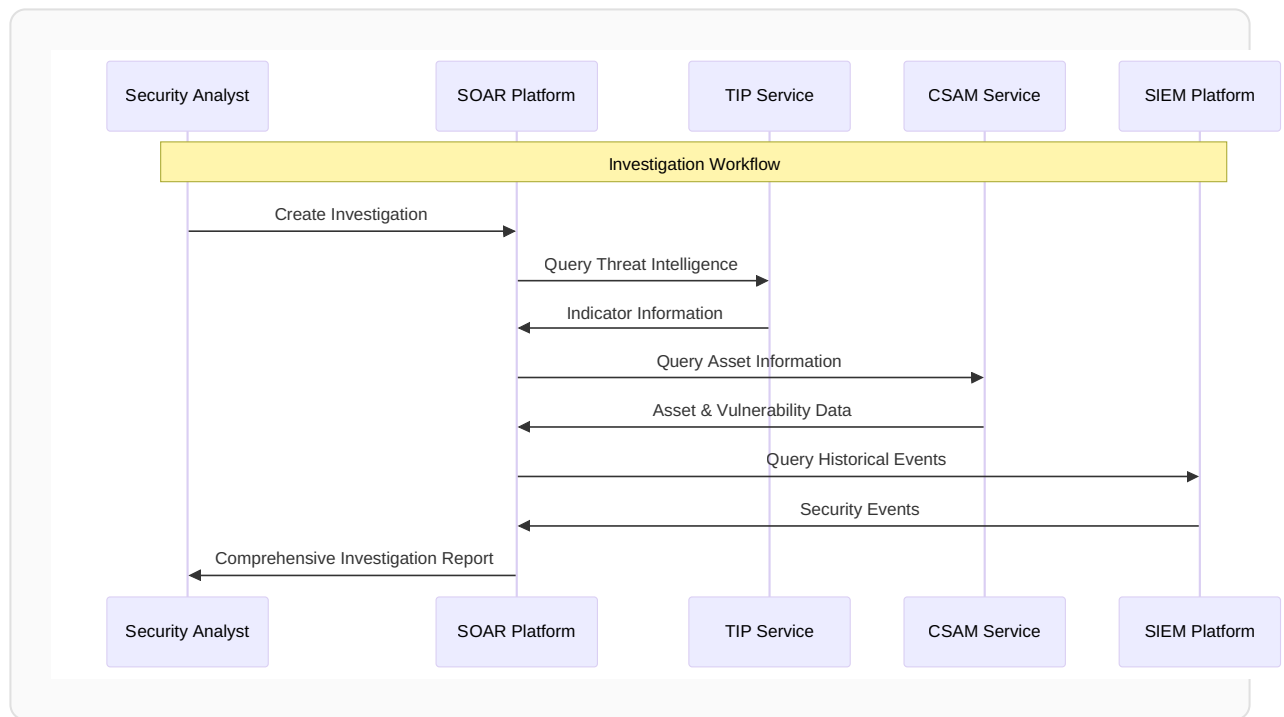 Security Analyst
SOAR Platform
TIP Service
CSAM Service
SIEM Platform
Investigation Workflow
Create Investigation
Query Threat Intelligence
Indicator Information
Query Asset Information
Asset & Vulnerability Data
Query Historical Events
Security Events
Comprehensive Investigation Report
Security Analyst
SOAR Platform
TIP Service
CSAM Service
SIEM Platform